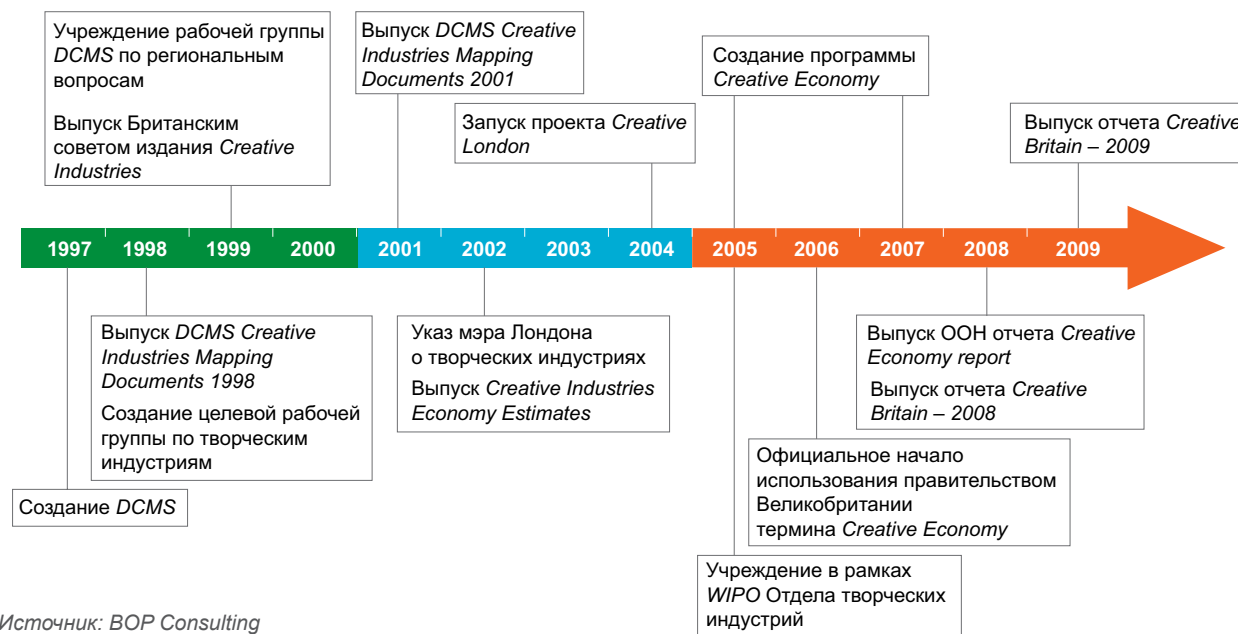 Учреждение рабочей группы
DCMS по региональным
вопросам
Выпуск Британским
советом издания Creative
Industries
Выпуск DCMS Creative
Industries Mapping
Documents 2001
Запуск проекта Creative
London
Создание программы
Creative Economy
Выпуск отчета Creative
Britain – 2009
1997 1998 1999 2000 2001 2002 2003 2004 2005 2006 2007 2008 2009
Выпуск DCMS Creative
Industries Mapping
Documents 1998
Создание целевой рабочей
группы по творческим
индустриям
Создание DCMS
Указ мэра Лондона
о творческих индустриях
Выпуск Creative Industries
Economy Estimates
Выпуск ООН отчета Creative
Economy report
Выпуск отчета Creative
Britain – 2008
Официальное начало
использования правительством
Великобритании
термина Creative Economy
Учреждение в рамках
WIPO Отдела творческих
индустрий
Источник: BOP Consulting